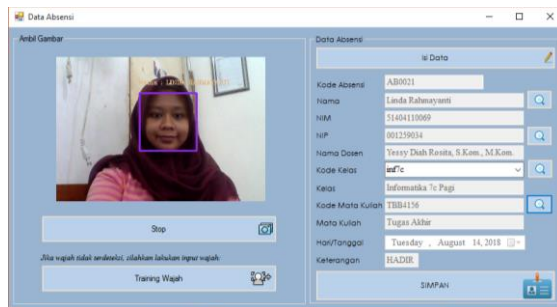 Data Absensi
Ambil Gambar
Stop
Jika wajah tidak terdeteksi, silahkan lakukan input wajah:
Training Wajah
Data Absensi
Isi Data
Kode Absensi AB0021
Nama Linda Rahmayanti
NIM 51404110069
NIP 001259034
Nama Dosen Yessy Diah Rosita, S.Kom., M.Kom.
Kode Kelas inf7c
Kelas Informatika 7c Pagi
Kode Mata Kuliah TBB4156
Mata Kuliah Tugas Akhir
Hari/Tanggal Tuesday , August 14, 2018
Keterangan HADIR
SIMPAN